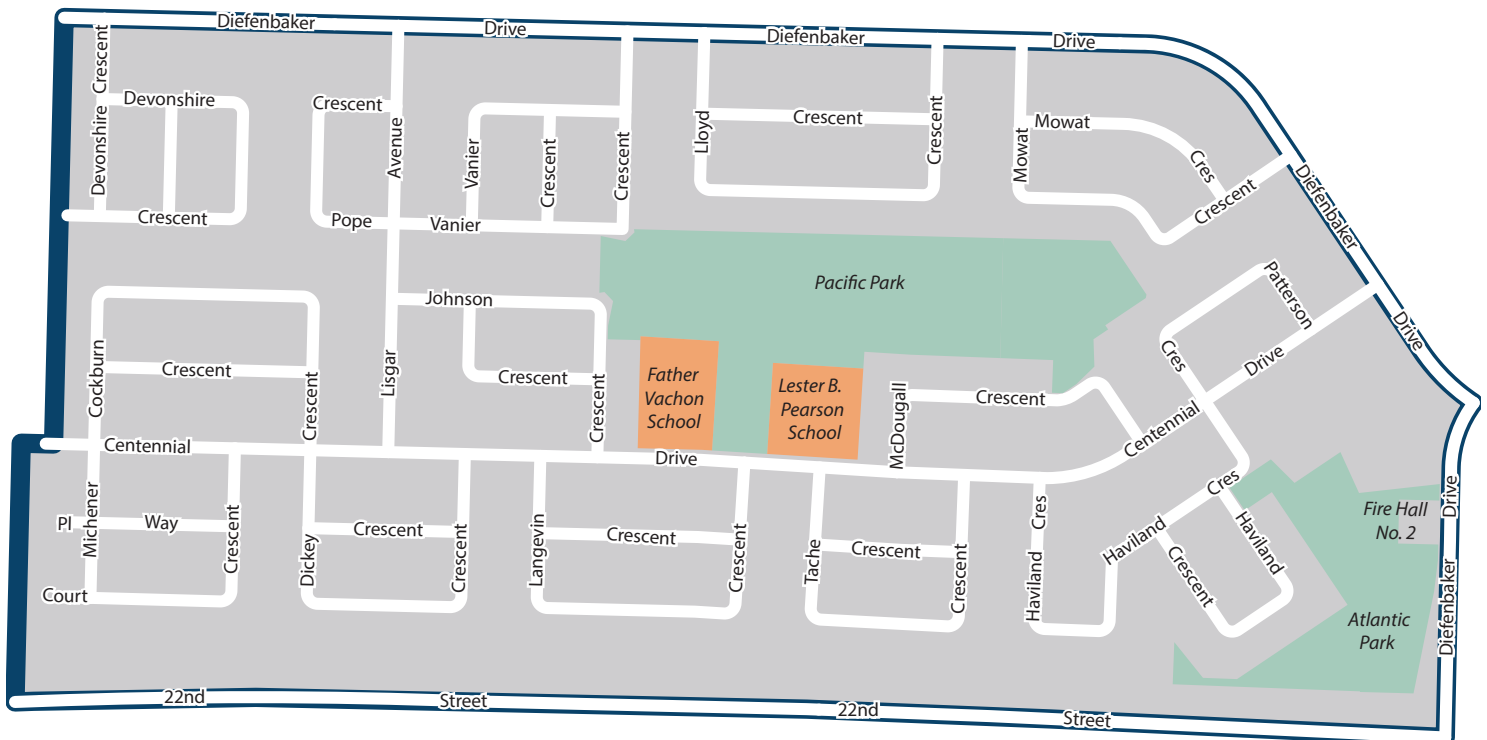 Diefenbaker
Drive
Diefenbaker
Drive
Crescent
Devonshire
Devonshire
Crescent
Crescent
Avenue
Pope
Vanier
Vanier
Crescent
Crescent
Lloyd
Crescent
Crescent
Mowat
Mowat
Cres
Crescent
Diefenbaker
Drive
Pacific Park
Patterson
Cres
Drive
Johnson
Crescent
Crescent
Lisgar
Cockburn
Crescent
Crescent
Father
Vachon
School
Lester B.
Pearson
School
McDougall
Crescent
Centennial
Centennial
Drive
Michener
Pl
Way
Crescent
Court
Dickey
Crescent
Crescent
Langevin
Crescent
Crescent
Tache
Crescent
Crescent
Haviland
Cres
Haviland
Cres
Haviland
Crescent
Fire Hall
No. 2
Drive
Diefenbaker
Atlantic
Park
22nd
Street
22nd
Street